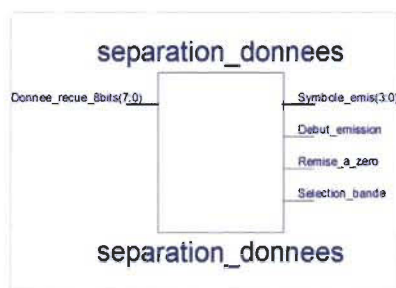 separation_donnees
Donnee_recue_8bits(7:0)
Symbole_emis(3:0)
Debut_emission
Remise_a_zero
Selection_bande
separation_donnees